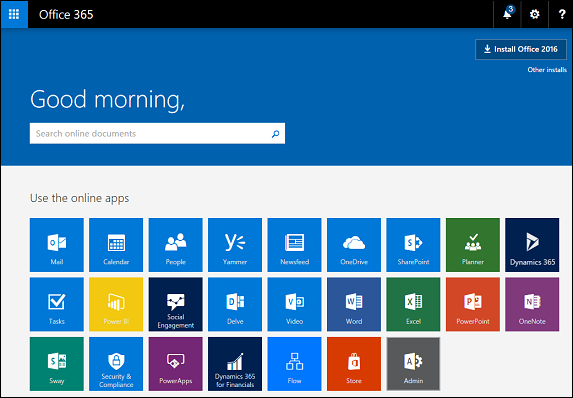 Office 365
3
?
Install Office 2016
Other installs
Good morning,
Search online documents
Use the online apps
Mail
Calendar
People
Yammer
Newsfeed
OneDrive
SharePoint
Planner
Dynamics 365
Tasks
Power BI
Social
Engagement
Delve
Video
Word
Excel
PowerPoint
OneNote
Sway
Security &
Compliance
PowerApps
Dynamics 365
for Financials
Flow
Store
Admin